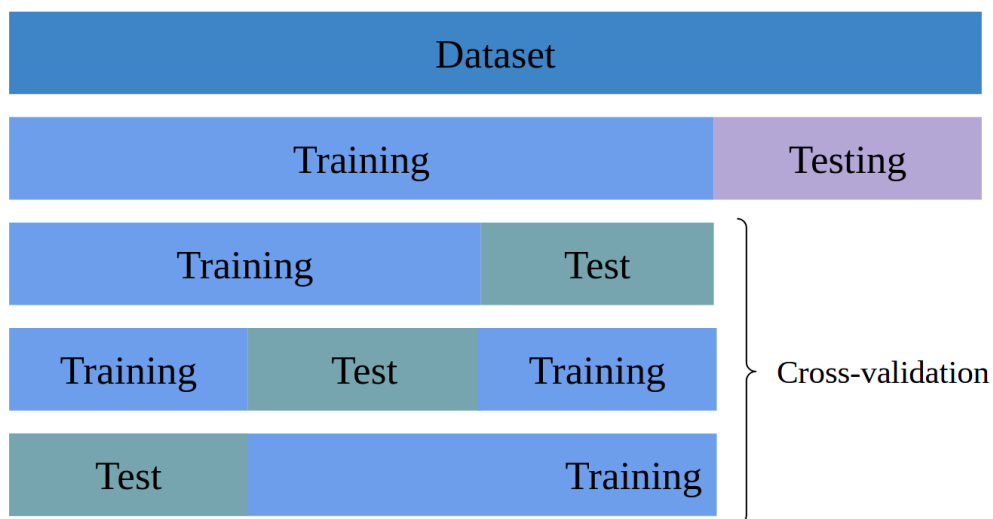 Dataset
Training Testing
Training Test
Training Test Training
Cross-validation
Test Training